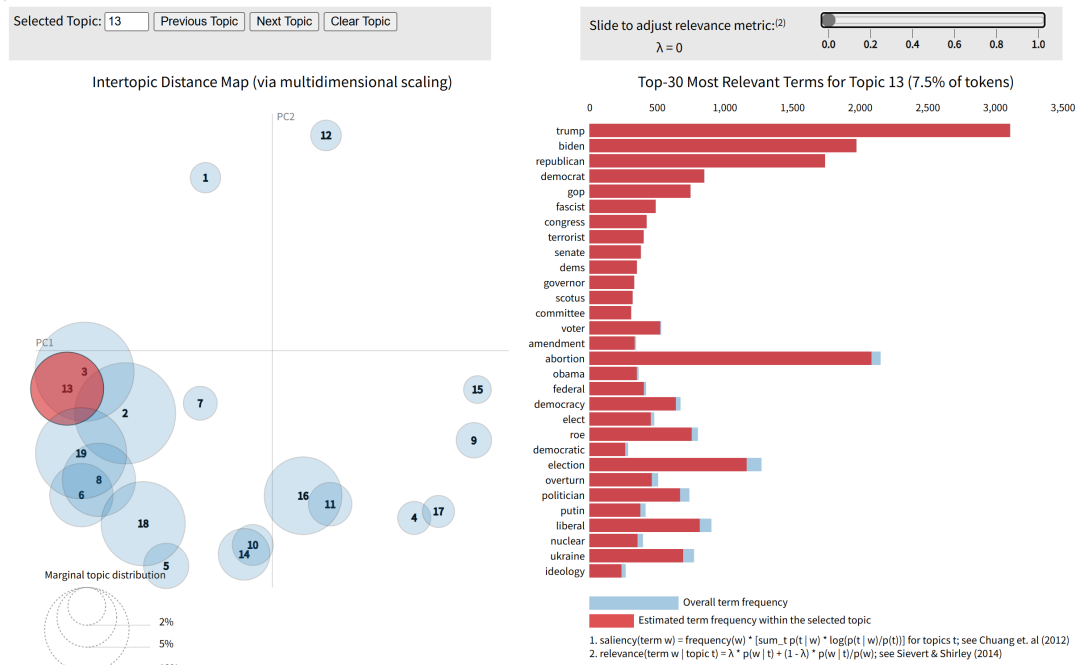 Selected Topic: 13 Previous Topic Next Topic Clear Topic
Slide to adjust relevance metric:(2)
λ = 0
0.0 0.2 0.4 0.6 0.8 1.0
Intertopic Distance Map (via multidimensional scaling)
PC2
PC1
12
1
3
13
2
7
15
9
19
8
6
16
11
4
17
18
10
14
5
Marginal topic distribution
2%
5%
Top-30 Most Relevant Terms for Topic 13 (7.5% of tokens)
0 500 1,000 1,500 2,000 2,500 3,000 3,500
trump
biden
republican
democrat
gop
fascist
congress
terrorist
senate
dems
governor
scotus
committee
voter
amendment
abortion
obama
federal
democracy
elect
roe
democratic
election
overturn
politician
putin
liberal
nuclear
ukraine
ideology
Overall term frequency
Estimated term frequency within the selected topic
1. saliency(term w) = frequency(w) * [sum_t p(t | w) * log(p(t | w)/p(t))] for topics t; see Chuang et. al (2012)
2. relevance(term w | topic t) = λ * p(w | t) + (1 - λ) * p(w | t)/p(w); see Sievert & Shirley (2014)